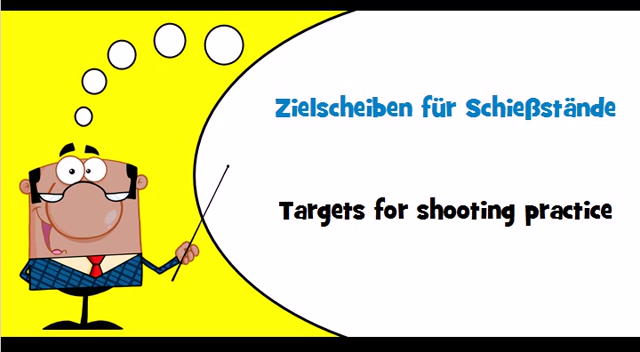 Zielscheiben für Schießstände
Targets for shooting practice